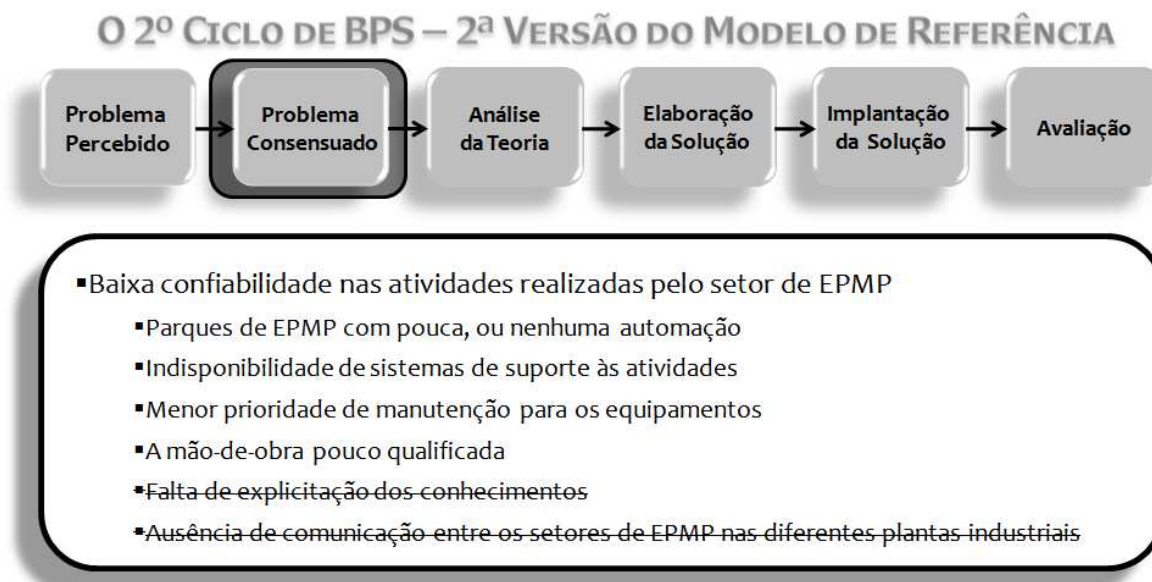 O 2º CICLO DE BPS – 2ª VERSÃO DO MODELO DE REFERÊNCIA
Problema
Percebido
Problema
Consensuado
Análise
da Teoria
Elaboração
da Solução
Implantação
da Solução
Avaliação
▪Baixa confiabilidade nas atividades realizadas pelo setor de EPMP
▪Parques de EPMP com pouca, ou nenhuma automação
▪Indisponibilidade de sistemas de suporte às atividades
▪Menor prioridade de manutenção para os equipamentos
▪A mão-de-obra pouco qualificada
▪Falta de explicitação dos conhecimentos
▪Ausência de comunicação entre os setores de EPMP nas diferentes plantas industriais